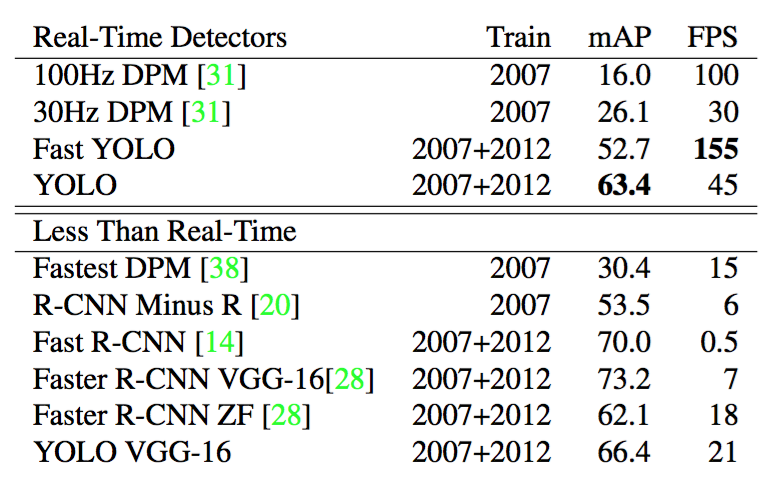 Real-Time Detectors Train mAP FPS
100Hz DPM [31] 2007 16.0 100
30Hz DPM [31] 2007 26.1 30
Fast YOLO 2007+2012 52.7 155
YOLO 2007+2012 63.4 45
Less Than Real-Time
Fastest DPM [38] 2007 30.4 15
R-CNN Minus R [20] 2007 53.5 6
Fast R-CNN [14] 2007+2012 70.0 0.5
Faster R-CNN VGG-16[28] 2007+2012 73.2 7
Faster R-CNN ZF [28] 2007+2012 62.1 18
YOLO VGG-16 2007+2012 66.4 21